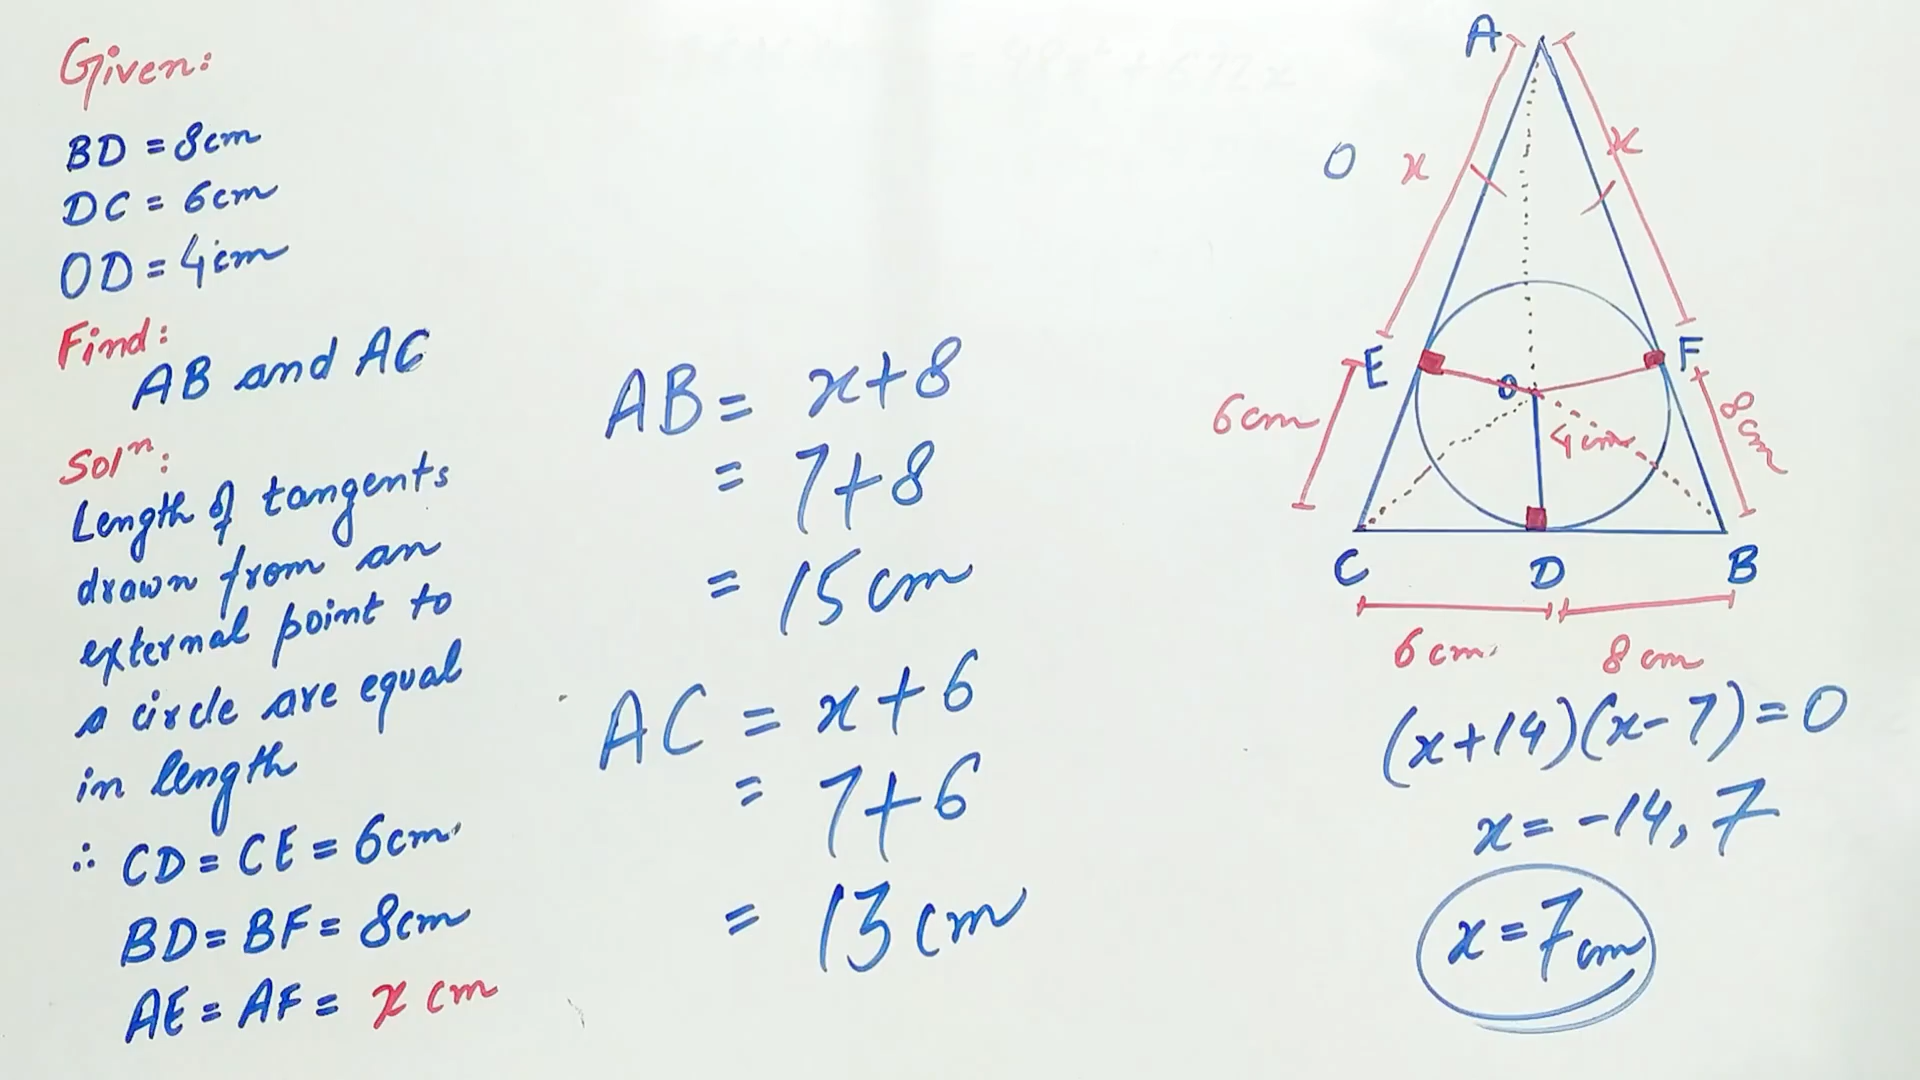 Given:
BD = 8cm
DC = 6cm
OD = 4cm
Find:
AB and AC
Solⁿ:
Length of tangents
drawn from an
external point to
a circle are equal
in length
∴ CD = CE = 6cm
BD = BF = 8cm
AE = AF = x cm
AB = x+8
= 7+8
= 15 cm
AC = x+6
= 7+6
= 13 cm
A
O x x
E F
6cm O 4cm 8cm
C D B
6 cm 8 cm
(x+14)(x-7)=0
x = -14, 7
x = 7cm